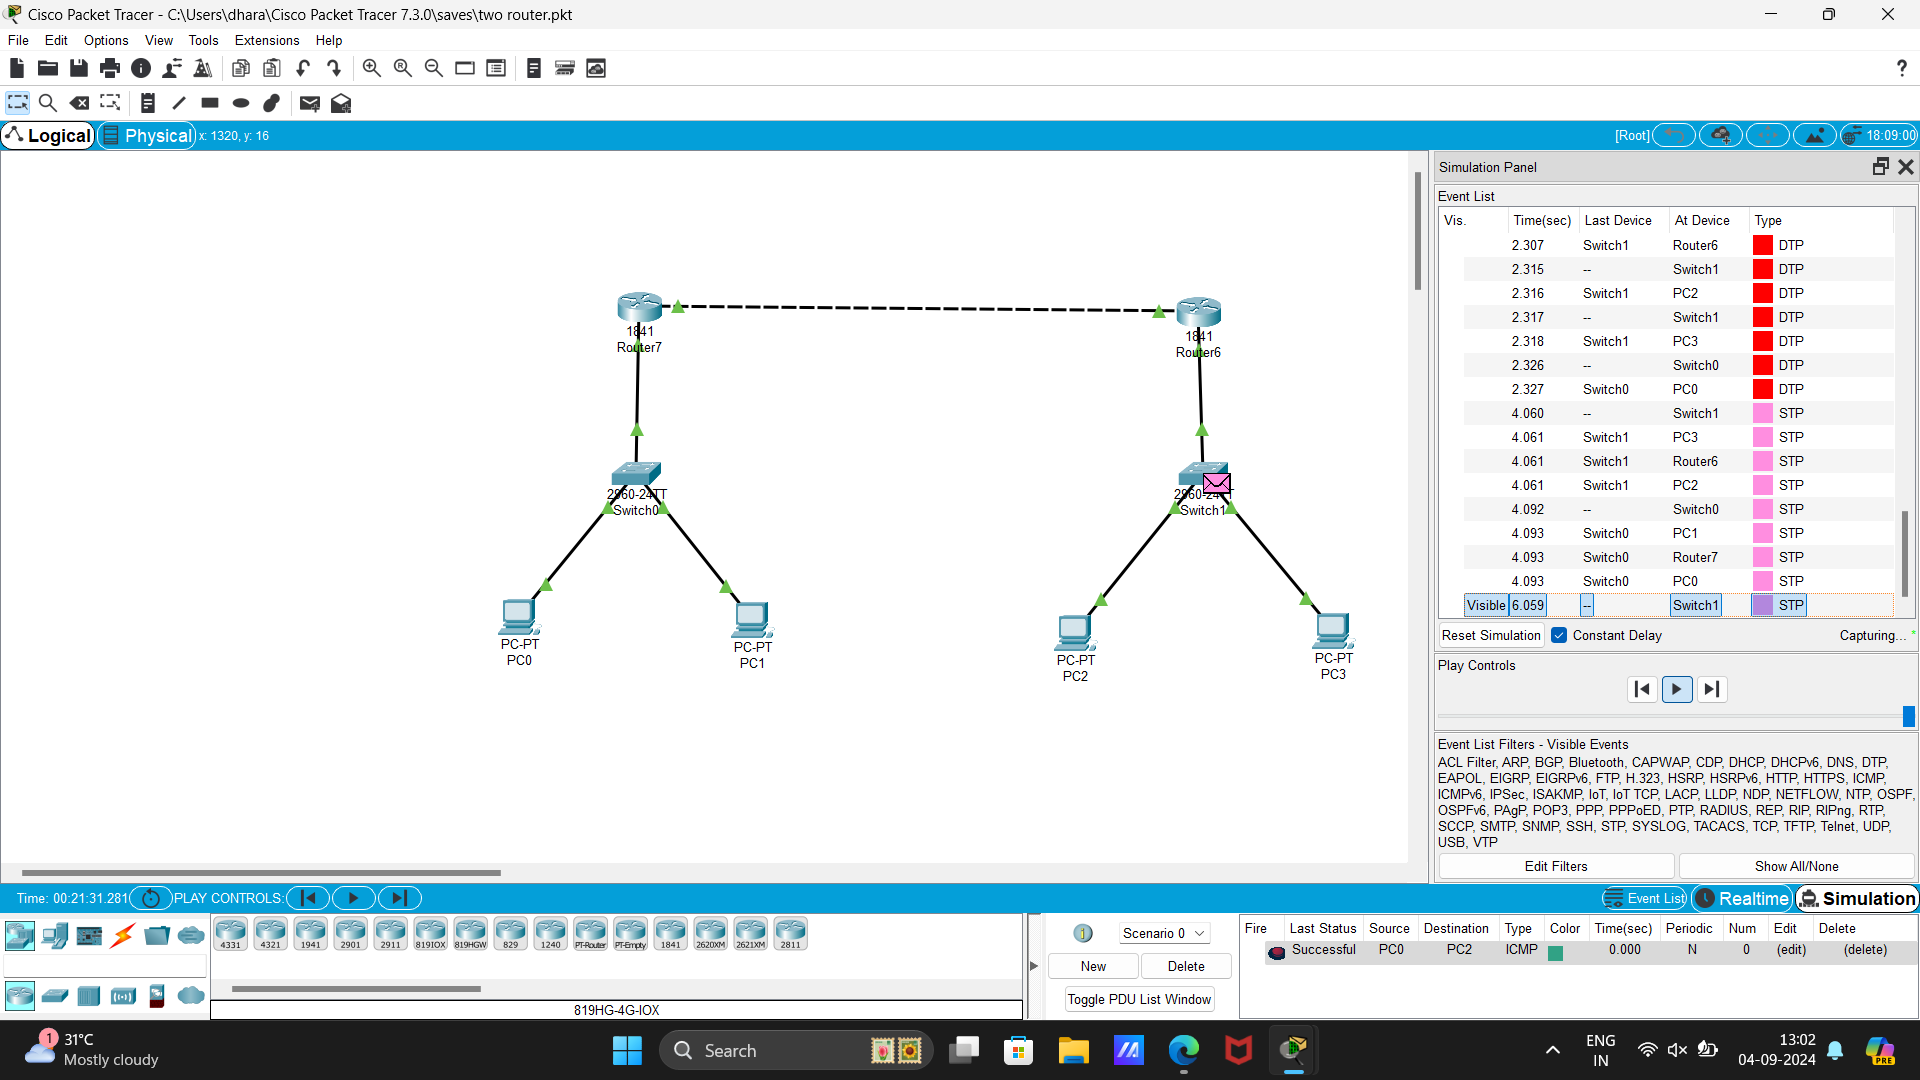 Cisco Packet Tracer - C:\Users\dhara\Cisco Packet Tracer 7.3.0\saves\two router.pkt
File Edit Options View Tools Extensions Help
?
Logical Physical x: 1320, y: 16 [Root] 18:09:00
1841
Router7
1841
Router6
2960-24TT
Switch0
2960-24TT
Switch1
PC-PT
PC0
PC-PT
PC1
PC-PT
PC2
PC-PT
PC3
Simulation Panel
Event List
Vis. Time(sec) Last Device At Device Type
2.307 Switch1 Router6 DTP
2.315 -- Switch1 DTP
2.316 Switch1 PC2 DTP
2.317 -- Switch1 DTP
2.318 Switch1 PC3 DTP
2.326 -- Switch0 DTP
2.327 Switch0 PC0 DTP
4.060 -- Switch1 STP
4.061 Switch1 PC3 STP
4.061 Switch1 Router6 STP
4.061 Switch1 PC2 STP
4.092 -- Switch0 STP
4.093 Switch0 PC1 STP
4.093 Switch0 Router7 STP
4.093 Switch0 PC0 STP
Visible 6.059 -- Switch1 STP
Reset Simulation Constant Delay Capturing...
Play Controls
Event List Filters - Visible Events
ACL Filter, ARP, BGP, Bluetooth, CAPWAP, CDP, DHCP, DHCPv6, DNS, DTP,
EAPOL, EIGRP, EIGRPv6, FTP, H.323, HSRP, HSRPv6, HTTP, HTTPS, ICMP,
ICMPv6, IPSec, ISAKMP, IoT, IoT TCP, LACP, LLDP, NDP, NETFLOW, NTP, OSPF,
OSPFv6, PAgP, POP3, PPP, PPPoED, PTP, RADIUS, REP, RIP, RIPng, RTP,
SCCP, SMTP, SNMP, SSH, STP, SYSLOG, TACACS, TCP, TFTP, Telnet, UDP,
USB, VTP
Edit Filters Show All/None
Time: 00:21:31.281 PLAY CONTROLS: Event List Realtime Simulation
4331 4321 1941 2901 2911 819IOX 819HGW 829 1240 PT-Router PT-Empty 1841 2620XM 2621XM 2811
819HG-4G-IOX
1 Scenario 0
New Delete
Toggle PDU List Window
Fire Last Status Source Destination Type Color Time(sec) Periodic Num Edit Delete
Successful PC0 PC2 ICMP 0.000 N 0 (edit) (delete)
1 31°C
Mostly cloudy
Search
ENG
IN
13:02
04-09-2024
PRE